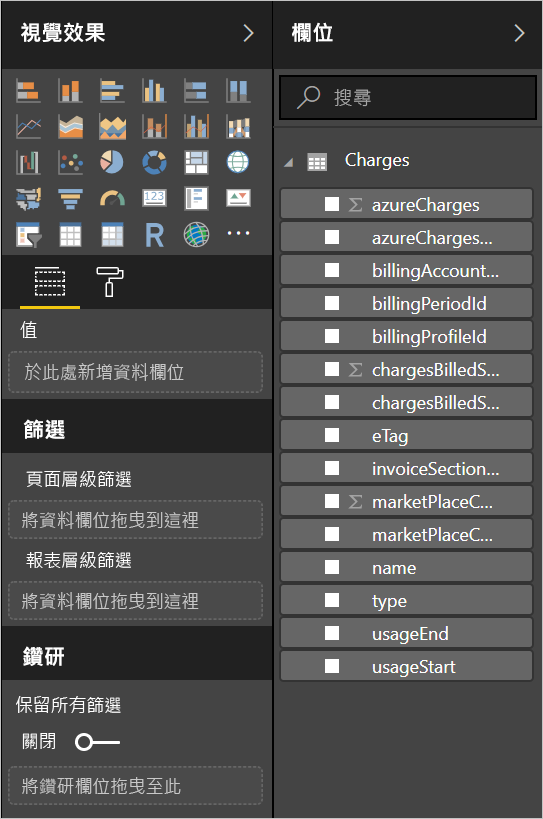 視覺效果
123
R
值
於此處新增資料欄位
篩選
頁面層級篩選
將資料欄位拖曳到這裡
報表層級篩選
將資料欄位拖曳到這裡
鑽研
保留所有篩選
關閉
將鑽研欄位拖曳至此
欄位
搜尋
Charges
Σ azureCharges
azureCharges...
billingAccount...
billingPeriodId
billingProfileId
Σ chargesBilledS...
chargesBilledS...
eTag
invoiceSection...
Σ marketPlaceC...
marketPlaceC...
name
type
usageEnd
usageStart